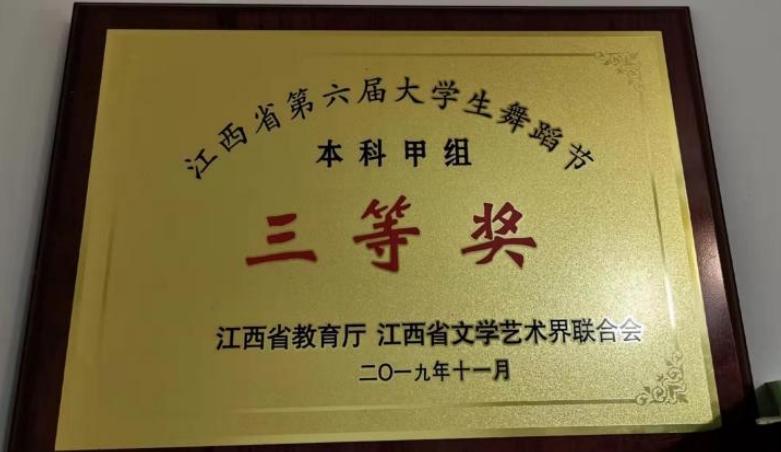 江西省第六届大学生舞蹈节
本科甲组
三等奖
江西省教育厅 江西省文学艺术界联合会
二〇一九年十一月